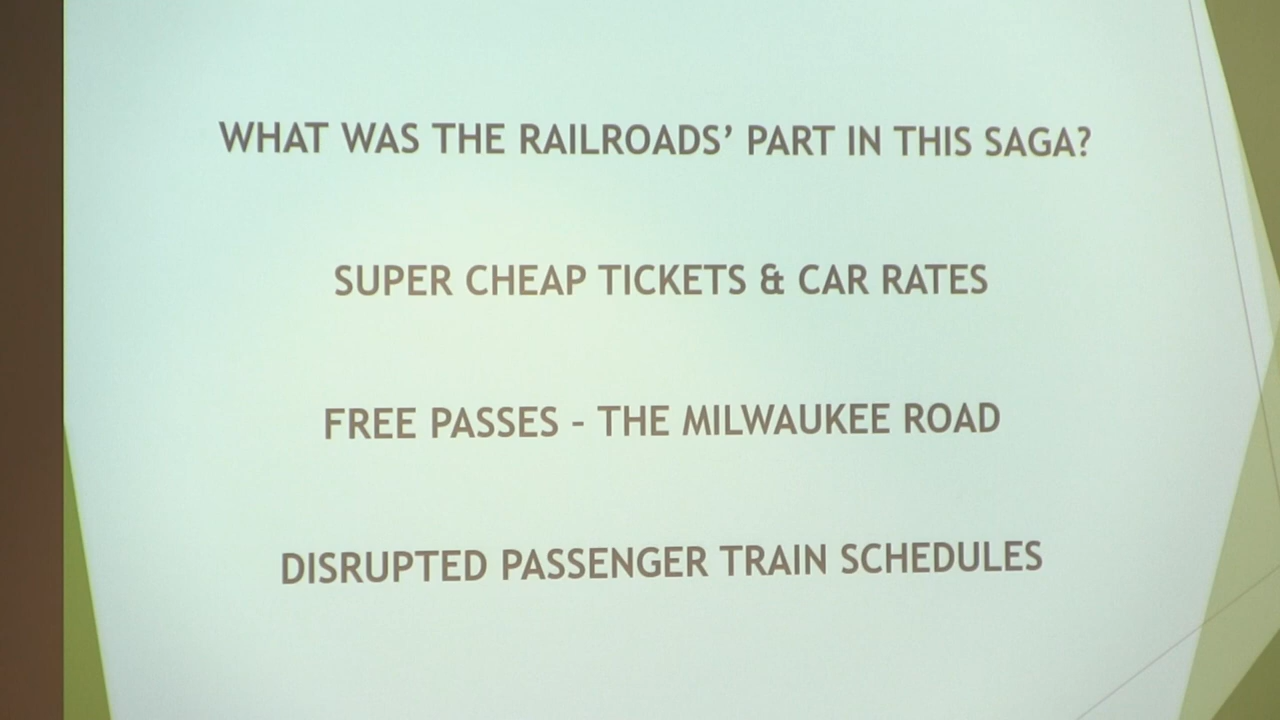 WHAT WAS THE RAILROADS’ PART IN THIS SAGA?
SUPER CHEAP TICKETS & CAR RATES
FREE PASSES – THE MILWAUKEE ROAD
DISRUPTED PASSENGER TRAIN SCHEDULES